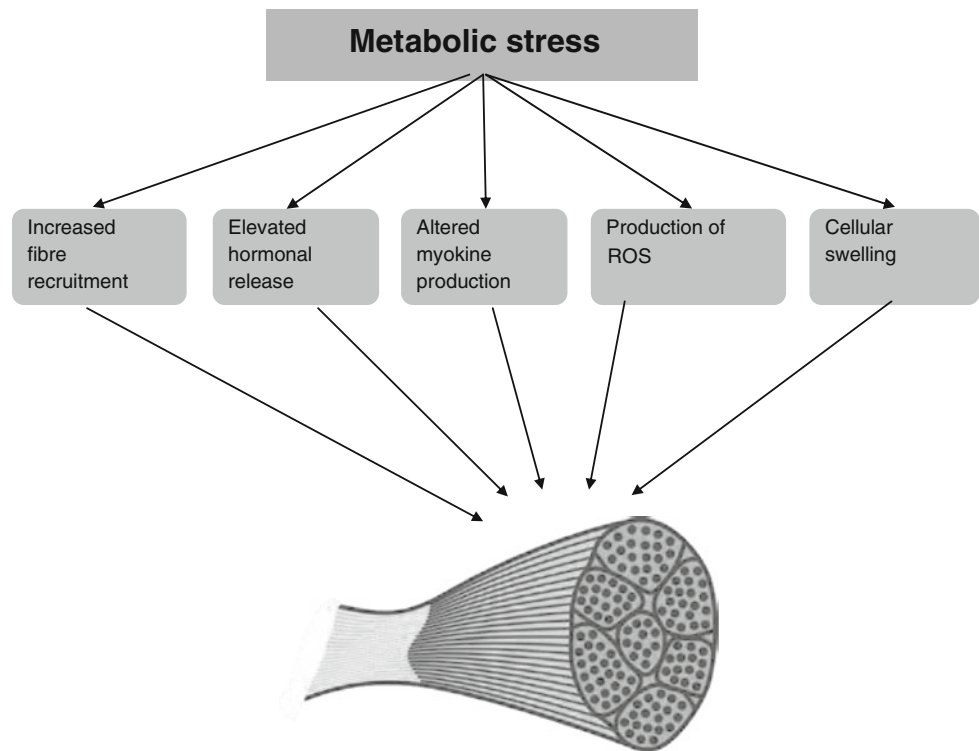 Metabolic stress
Increased
fibre
recruitment
Elevated
hormonal
release
Altered
myokine
production
Production of
ROS
Cellular
swelling